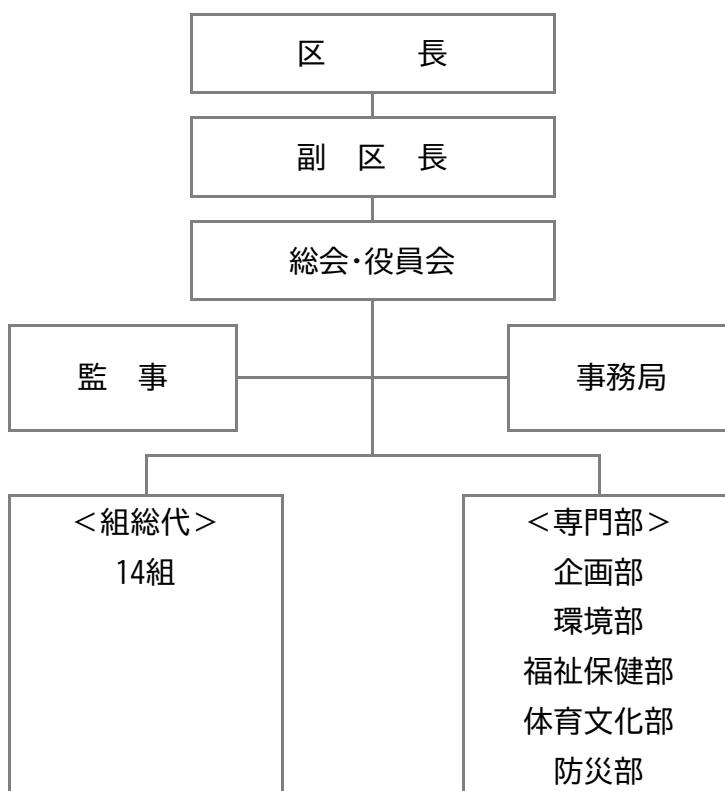 区　　　長
副　区　長
総会・役員会
監　事
事務局
＜組総代＞
14組
＜専門部＞
企画部
環境部
福祉保健部
体育文化部
防災部